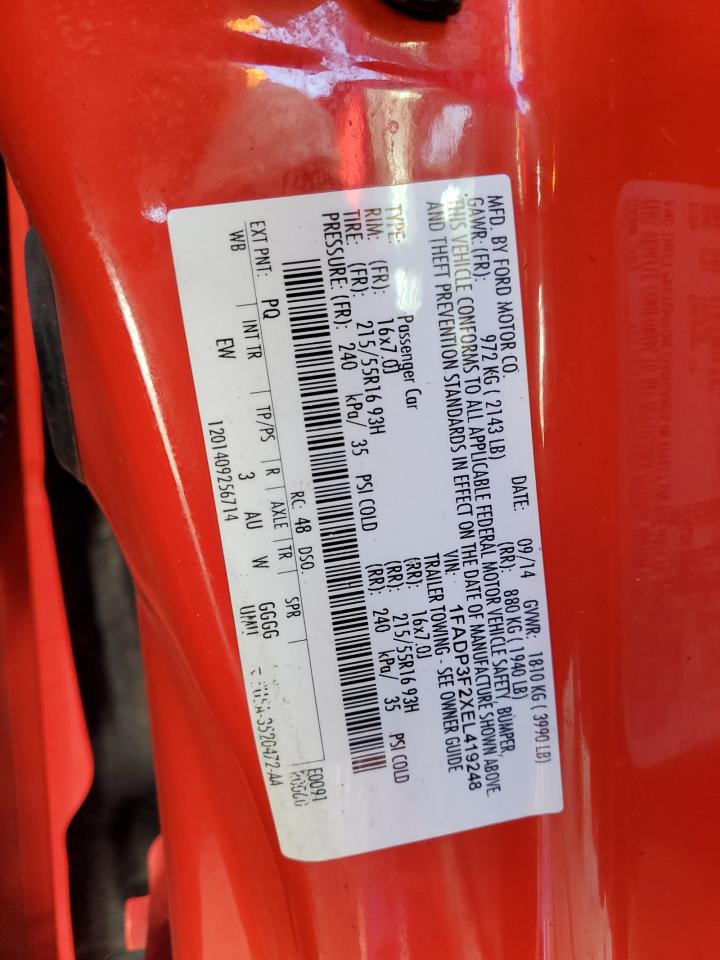 MFD. BY FORD MOTOR CO. DATE: 09/14 GVWR: 1810 KG ( 3990 LB)
GAWR: (FR): 972 KG ( 2143 LB) (RR): 880 KG ( 1940 LB)
THIS VEHICLE CONFORMS TO ALL APPLICABLE FEDERAL MOTOR VEHICLE SAFETY, BUMPER,
AND THEFT PREVENTION STANDARDS IN EFFECT ON THE DATE OF MANUFACTURE SHOWN ABOVE.
VIN: 1FADP3F2XEL419248
TYPE: Passenger Car TRAILER TOWING - SEE OWNER GUIDE
RIM: (FR): 16x7.0J (RR): 16x7.0J
TIRE: (FR): 215/55R16 93H (RR): 215/55R16 93H
PRESSURE: (FR): 240 kPa/ 35 PSI COLD (RR): 240 kPa/ 35 PSI COLD
RC: 48 DSO: E0091
EXT PNT: PQ INT TR TP/PS R AXLE TR SPR
WB EW 3 AU W GGGG
1201409256714
3520472-AA